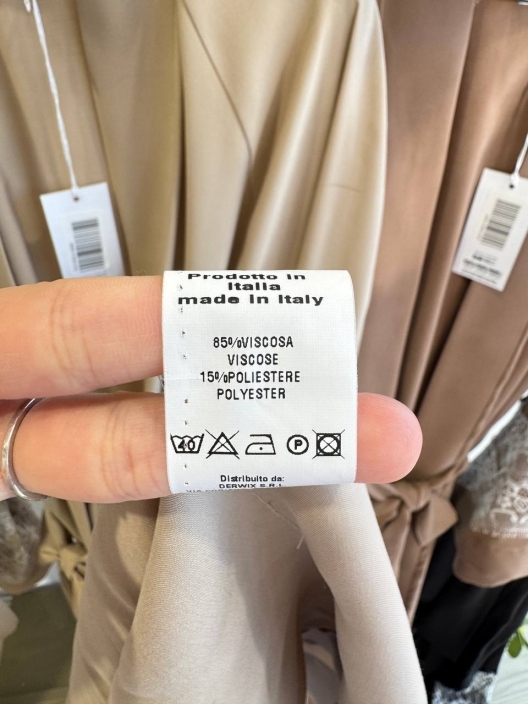 Prodotto in
Italia
made in Italy
85%VISCOSA
VISCOSE
15%POLIESTERE
POLYESTER
40
P
Distribuito da:
DERWIX S.R.L.